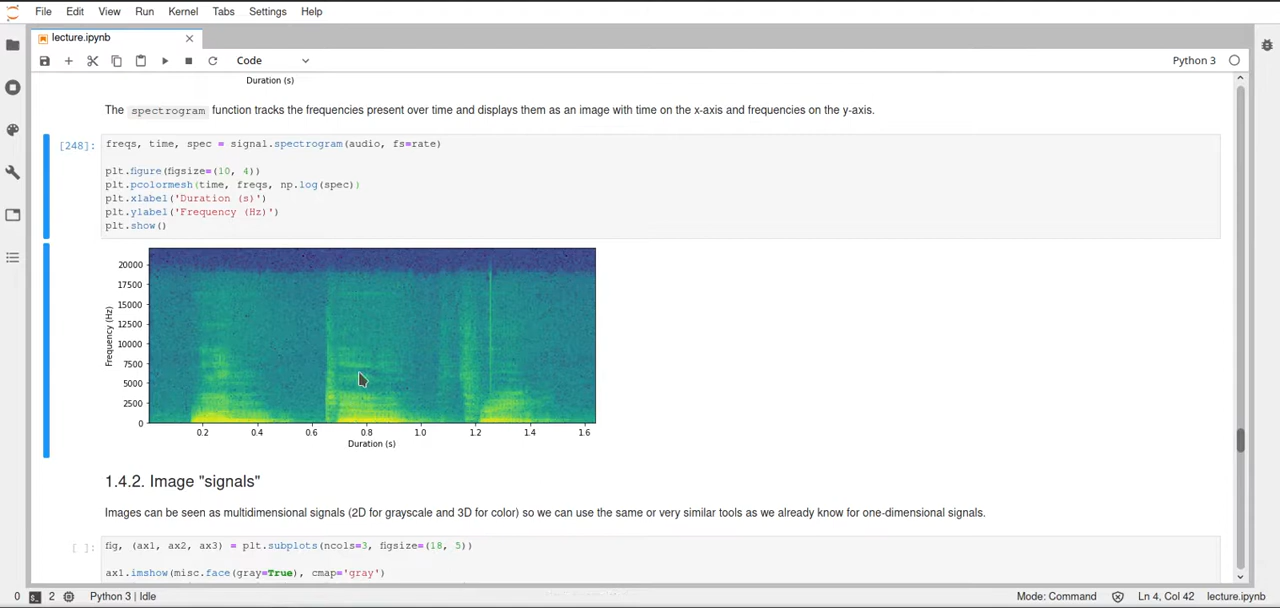 File Edit View Run Kernel Tabs Settings Help
lecture.ipynb
Code
Python 3
Duration (s)
The spectrogram function tracks the frequencies present over time and displays them as an image with time on the x-axis and frequencies on the y-axis.
[248]:
freqs, time, spec = signal.spectrogram(audio, fs=rate)
plt.figure(figsize=(10, 4))
plt.pcolormesh(time, freqs, np.log(spec))
plt.xlabel('Duration (s)')
plt.ylabel('Frequency (Hz)')
plt.show()
20000
17500
15000
12500
10000
7500
5000
2500
0
Frequency (Hz)
0.2 0.4 0.6 0.8 1.0 1.2 1.4 1.6
Duration (s)
1.4.2. Image "signals"
Images can be seen as multidimensional signals (2D for grayscale and 3D for color) so we can use the same or very similar tools as we already know for one-dimensional signals.
[ ]:
fig, (ax1, ax2, ax3) = plt.subplots(ncols=3, figsize=(18, 5))
ax1.imshow(misc.face(gray=True), cmap='gray')
0 2 Python 3 | Idle Mode: Command Ln 4, Col 42 lecture.ipynb